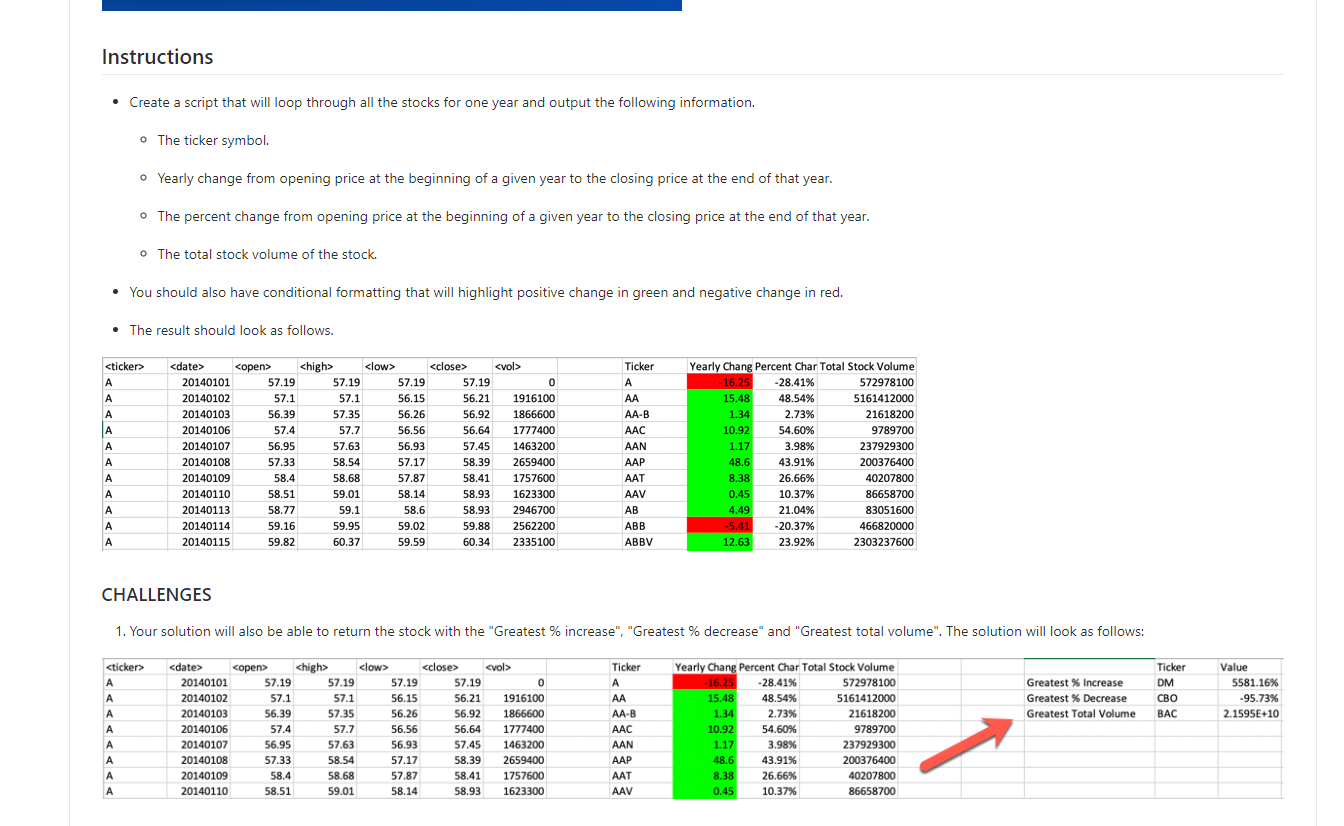 Instructions
Create a script that will loop through all the stocks for one year and output the following information.
The ticker symbol.
Yearly change from opening price at the beginning of a given year to the closing price at the end of that year.
The percent change from opening price at the beginning of a given year to the closing price at the end of that year.
The total stock volume of the stock.
You should also have conditional formatting that will highlight positive change in green and negative change in red.
The result should look as follows.
<ticker> <date> <open> <high> <low> <close> <vol> Ticker Yearly Chang Percent Char Total Stock Volume
A 20140101 57.19 57.19 57.19 57.19 0 A -16.25 -28.41% 572978100
A 20140102 57.1 57.1 56.15 56.21 1916100 AA 15.48 48.54% 5161412000
A 20140103 56.39 57.35 56.26 56.92 1866600 AA-B 1.34 2.73% 21618200
A 20140106 57.4 57.7 56.56 56.64 1777400 AAC 10.92 54.60% 9789700
A 20140107 56.95 57.63 56.93 57.45 1463200 AAN 1.17 3.98% 237929300
A 20140108 57.33 58.54 57.17 58.39 2659400 AAP 48.6 43.91% 200376400
A 20140109 58.4 58.68 57.87 58.41 1757600 AAT 8.38 26.66% 40207800
A 20140110 58.51 59.01 58.14 58.93 1623300 AAV 0.45 10.37% 86658700
A 20140113 58.77 59.1 58.6 58.93 2946700 AB 4.49 21.04% 83051600
A 20140114 59.16 59.95 59.02 59.88 2562200 ABB -5.41 -20.37% 466820000
A 20140115 59.82 60.37 59.59 60.34 2335100 ABBV 12.63 23.92% 2303237600
CHALLENGES
1. Your solution will also be able to return the stock with the "Greatest % increase", "Greatest % decrease" and "Greatest total volume". The solution will look as follows:
<ticker> <date> <open> <high> <low> <close> <vol> Ticker Yearly Chang Percent Char Total Stock Volume Ticker Value
A 20140101 57.19 57.19 57.19 57.19 0 A -16.25 -28.41% 572978100 Greatest % Increase DM 5581.16%
A 20140102 57.1 57.1 56.15 56.21 1916100 AA 15.48 48.54% 5161412000 Greatest % Decrease CBO -95.73%
A 20140103 56.39 57.35 56.26 56.92 1866600 AA-B 1.34 2.73% 21618200 Greatest Total Volume BAC 2.1595E+10
A 20140106 57.4 57.7 56.56 56.64 1777400 AAC 10.92 54.60% 9789700
A 20140107 56.95 57.63 56.93 57.45 1463200 AAN 1.17 3.98% 237929300
A 20140108 57.33 58.54 57.17 58.39 2659400 AAP 48.6 43.91% 200376400
A 20140109 58.4 58.68 57.87 58.41 1757600 AAT 8.38 26.66% 40207800
A 20140110 58.51 59.01 58.14 58.93 1623300 AAV 0.45 10.37% 86658700